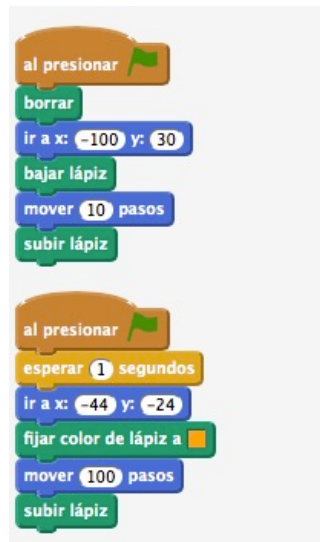 al presionar
borrar
ir a x: -100 y: 30
bajar lápiz
mover 10 pasos
subir lápiz
al presionar
esperar 1 segundos
ir a x: -44 y: -24
fijar color de lápiz a
mover 100 pasos
subir lápiz